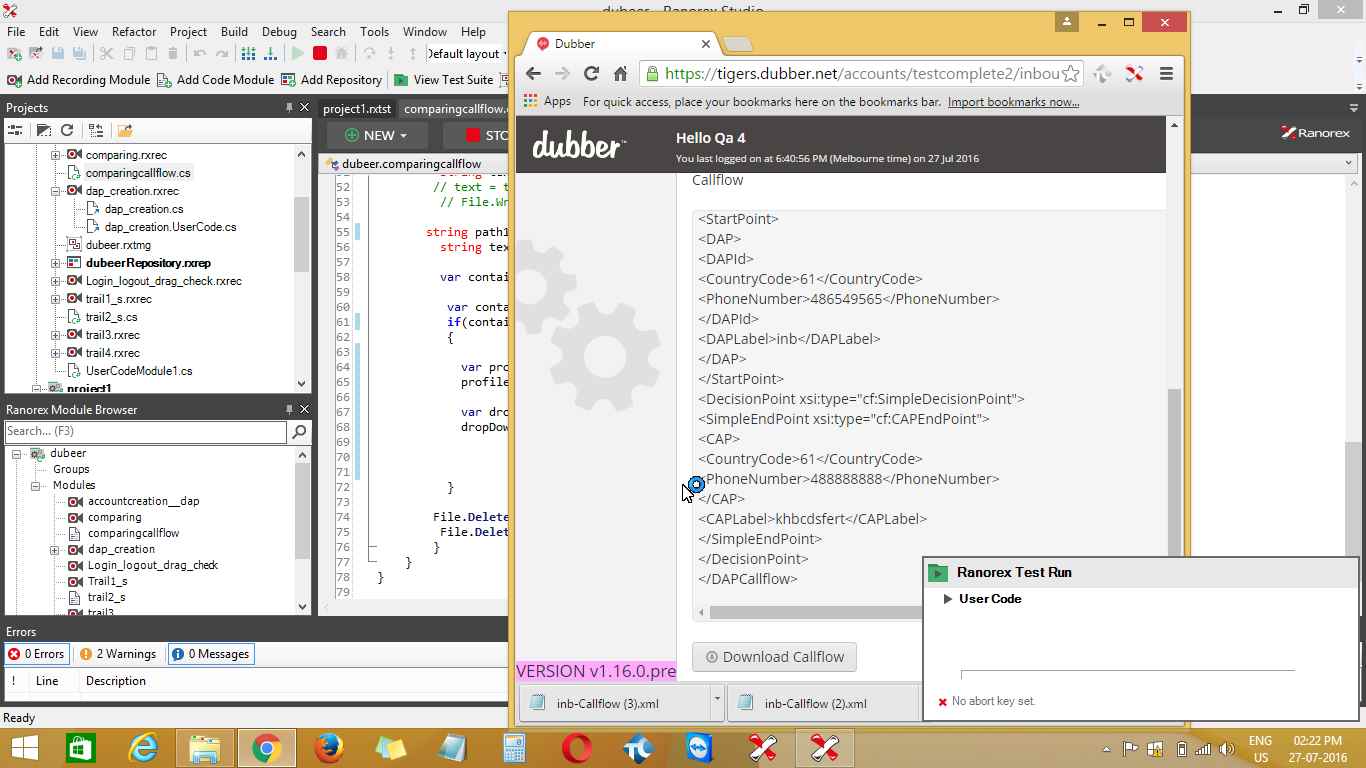 dubeer - Ranorex Studio
File Edit View Refactor Project Build Debug Search Tools Window Help
Default layout
Add Recording Module Add Code Module Add Repository View Test Suite
Projects
comparing.rxrec
comparingcallflow.cs
dap_creation.rxrec
dap_creation.cs
dap_creation.UserCode.cs
dubeer.rxtmg
dubeerRepository.rxrep
Login_logout_drag_check.rxrec
trail1_s.rxrec
trail2_s.cs
trail3.rxrec
trail4.rxrec
UserCodeModule1.cs
project1
Ranorex Module Browser
Search... (F3)
dubeer
Groups
Modules
accountcreation__dap
comparing
comparingcallflow
dap_creation
Login_logout_drag_check
Trail1_s
trail2_s
trail3
Errors
0 Errors 2 Warnings 0 Messages
! Line Description
Ready
project1.rxtst comparingcallflow.
NEW STO
Ranorex
dubeer.comparingcallflow
52 // text = t
53 // File.Wr
54
55 string path1
56 string tex
57
58 var contai
59
60 var conta
61 if(contai
62 {
63
64 var pro
65 profile
66
67 var dro
68 dropDow
69
70
71
72 }
73
74 File.Delete
75 File.Delet
76 }
77 }
78 }
79
Dubber
https://tigers.dubber.net/accounts/testcomplete2/inbou
Apps For quick access, place your bookmarks here on the bookmarks bar. Import bookmarks now...
dubber™
Hello Qa 4
You last logged on at 6:40:56 PM (Melbourne time) on 27 Jul 2016
Callflow
<StartPoint>
<DAP>
<DAPId>
<CountryCode>61</CountryCode>
<PhoneNumber>486549565</PhoneNumber>
</DAPId>
<DAPLabel>inb</DAPLabel>
</DAP>
</StartPoint>
<DecisionPoint xsi:type="cf:SimpleDecisionPoint">
<SimpleEndPoint xsi:type="cf:CAPEndPoint">
<CAP>
<CountryCode>61</CountryCode>
<PhoneNumber>488888888</PhoneNumber>
</CAP>
<CAPLabel>khbcdsfert</CAPLabel>
</SimpleEndPoint>
</DecisionPoint>
</DAPCallflow>
Download Callflow
VERSION v1.16.0.pre
inb-Callflow (3).xml inb-Callflow (2).xml
Ranorex Test Run
User Code
No abort key set.
ENG 02:22 PM
US 27-07-2016